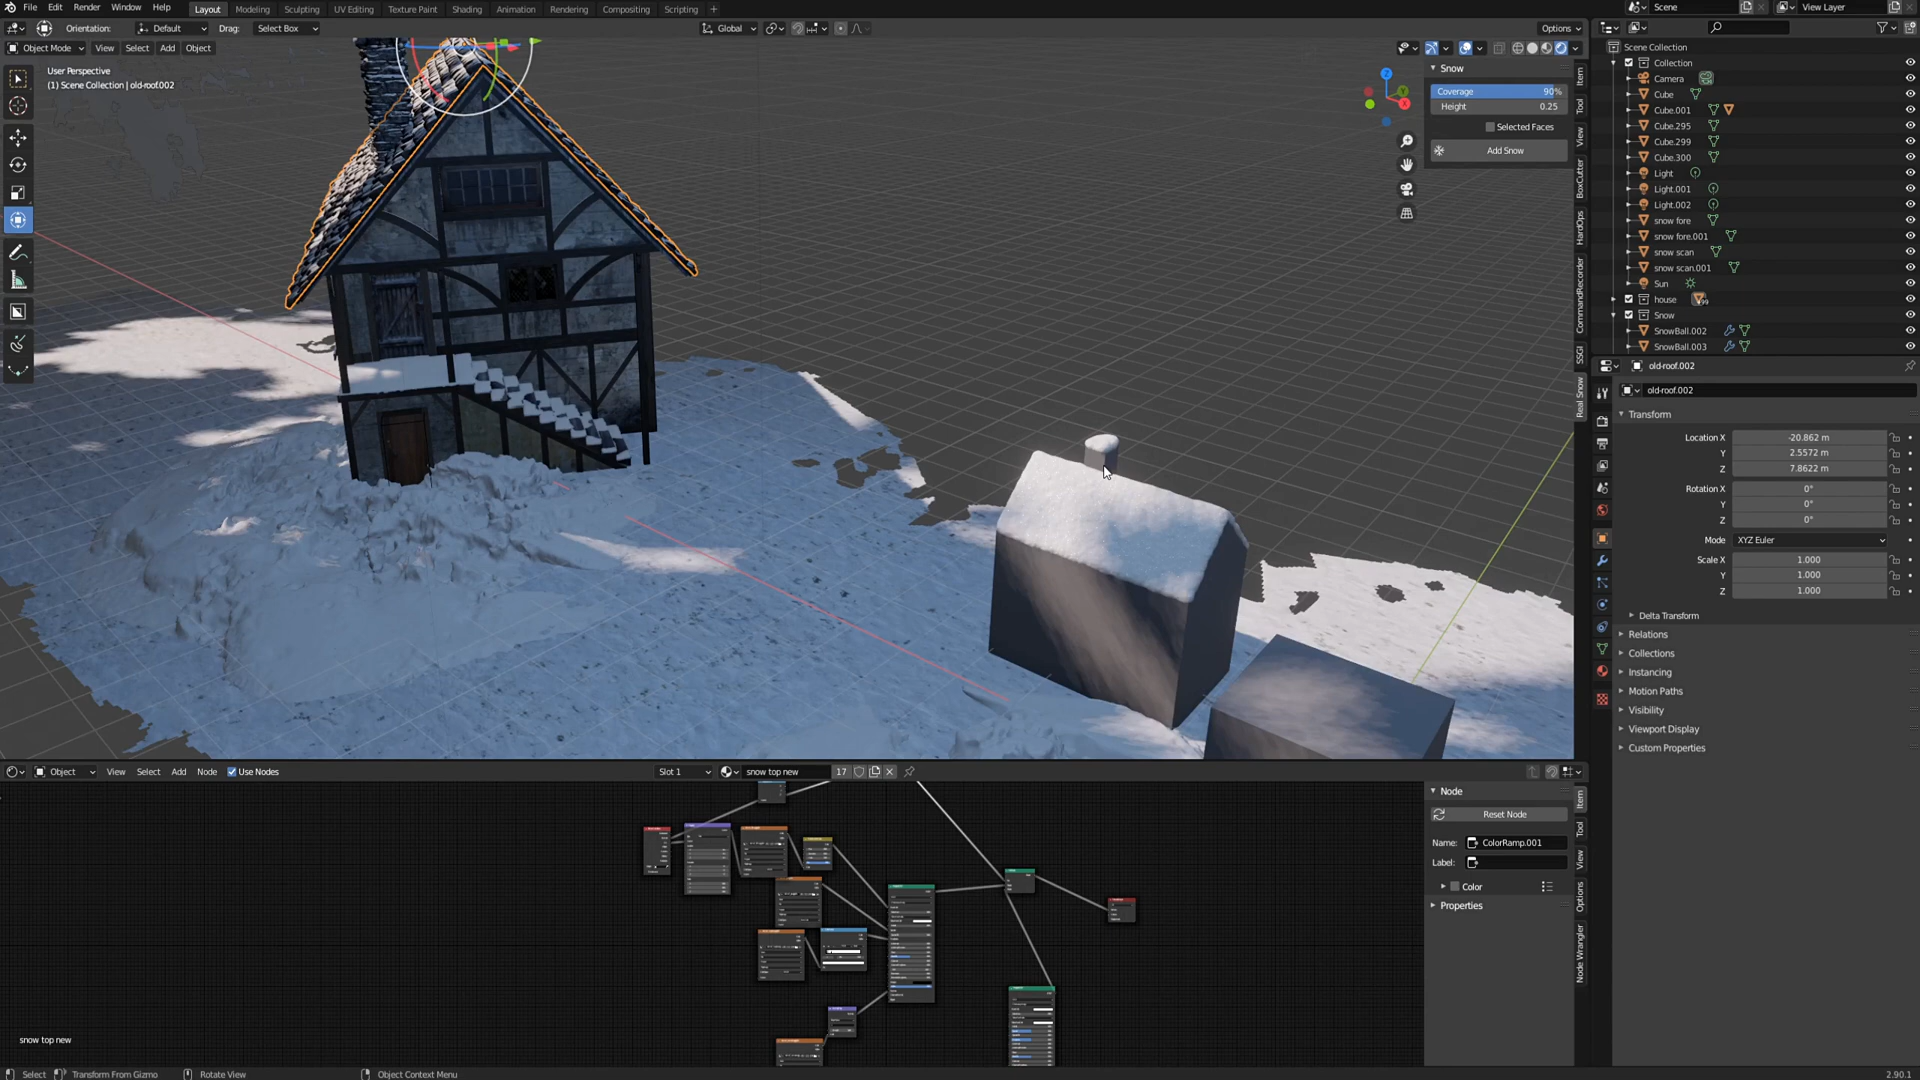 File Edit Render Window Help Layout Modeling Sculpting UV Editing Texture Paint Shading Animation Rendering Compositing Scripting + Scene View Layer
Orientation: Default Drag: Select Box Global Options
Object Mode View Select Add Object
User Perspective
(1) Scene Collection | old-roof.002
Snow
Coverage 90%
Height 0.25
Selected Faces
Add Snow
Item
Tool
View
BoxCutter
HardOps
CommandRecorder
SSGI
Real Snow
Z
Y
X
Scene Collection
Collection
Camera
Cube
Cube.001
Cube.295
Cube.299
Cube.300
Light
Light.001
Light.002
snow fore
snow fore.001
snow scan
snow scan.001
Sun
house
Snow
SnowBall.002
SnowBall.003
old-roof.002
old-roof.002
Transform
Location X -20.862 m
Y 2.5572 m
Z 7.8622 m
Rotation X 0°
Y 0°
Z 0°
Mode XYZ Euler
Scale X 1.000
Y 1.000
Z 1.000
Delta Transform
Relations
Collections
Instancing
Motion Paths
Visibility
Viewport Display
Custom Properties
Object View Select Add Node Use Nodes Slot 1 snow top new 17
Node
Reset Node
Name: ColorRamp.001
Label:
Color
Properties
Item
Tool
View
Options
Node Wrangler
snow top new
Select Transform From Gizmo Rotate View Object Context Menu 2.90.1